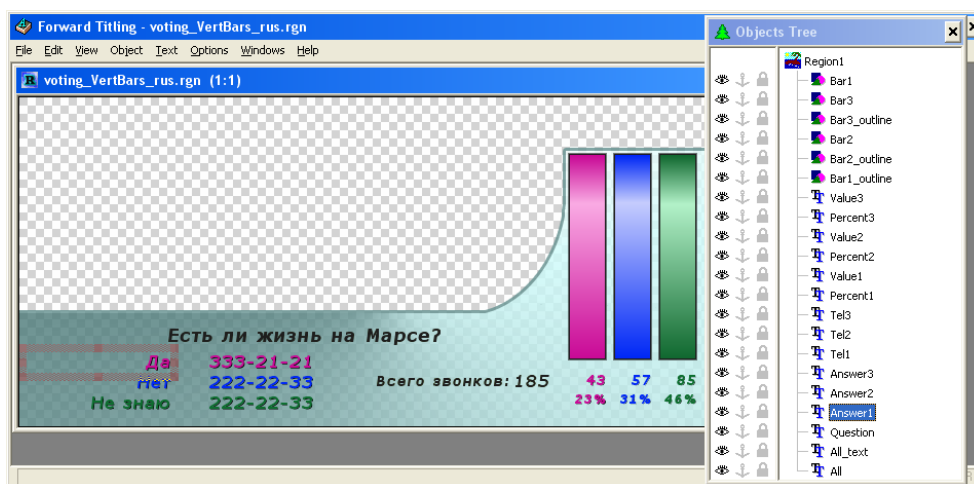 Forward Titling - voting_VertBars_rus.rgn
File Edit View Object Text Options Windows Help
voting_VertBars_rus.rgn (1:1)
Есть ли жизнь на Марсе?
Да 333-21-21
Нет 222-22-33
Не знаю 222-22-33
Всего звонков: 185
43 57 85
23% 31% 46%
Objects Tree
Region1
Bar1
Bar3
Bar3_outline
Bar2
Bar2_outline
Bar1_outline
Value3
Percent3
Value2
Percent2
Value1
Percent1
Tel3
Tel2
Tel1
Answer3
Answer2
Answer1
Question
All_text
All